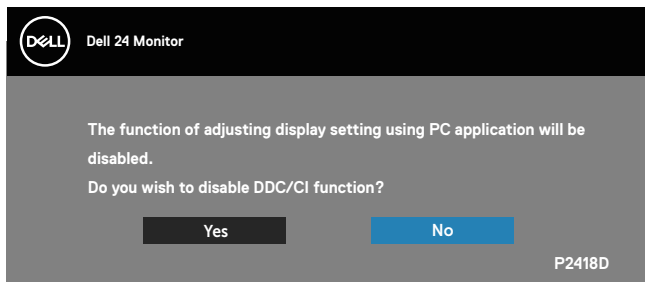 DELL
Dell 24 Monitor
The function of adjusting display setting using PC application will be
disabled.
Do you wish to disable DDC/CI function?
Yes
No
P2418D